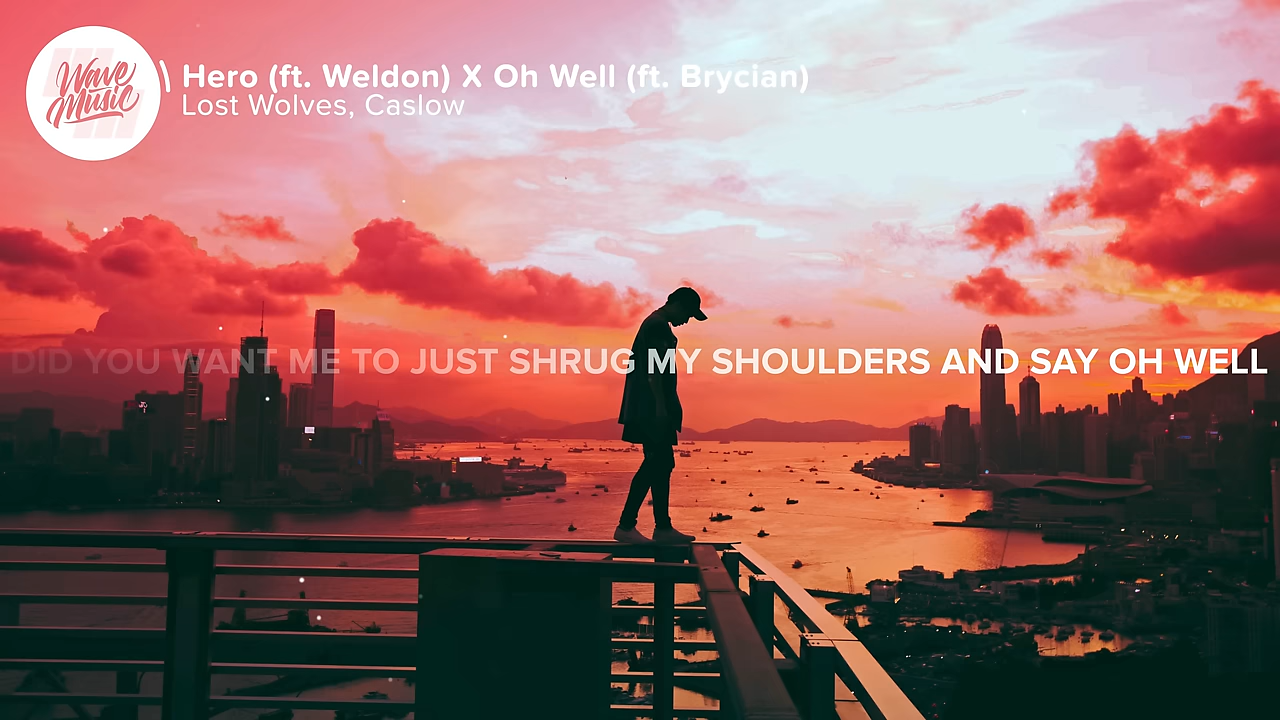 Wave
Music
Hero (ft. Weldon) X Oh Well (ft. Brycian)
Lost Wolves, Caslow
DID YOU WANT ME TO JUST SHRUG MY SHOULDERS AND SAY OH WELL